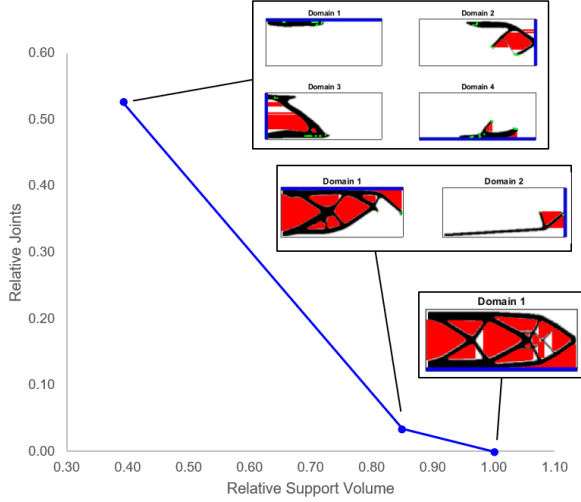 Domain 1
Domain 2
0.60
Domain 3
Domain 4
0.50
Domain 1
Domain 2
0.40
Relative Joints
0.30
Domain 1
0.20
0.10
0.00
0.30
0.40
0.50
0.60
0.70
0.80
0.90
1.00
1.10
Relative Support Volume